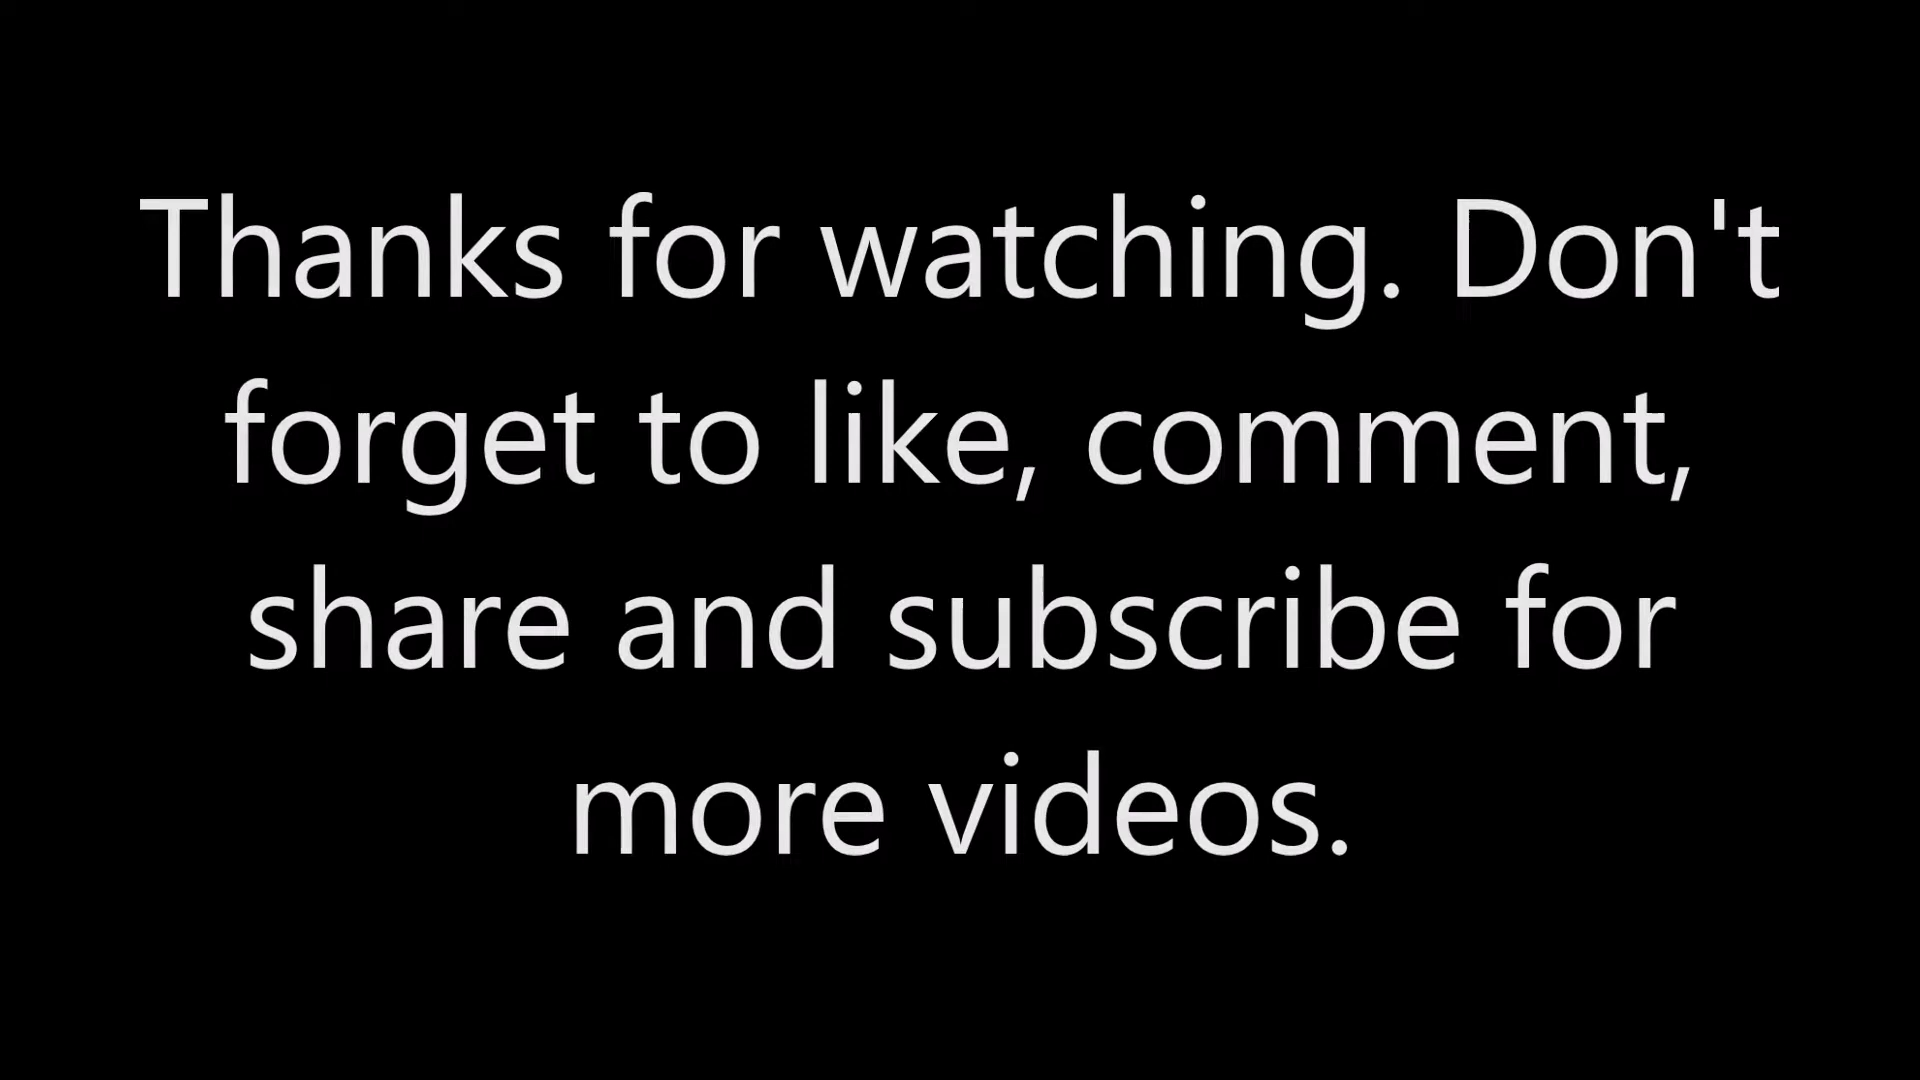 Thanks for watching. Don't
forget to like, comment,
share and subscribe for
more videos.